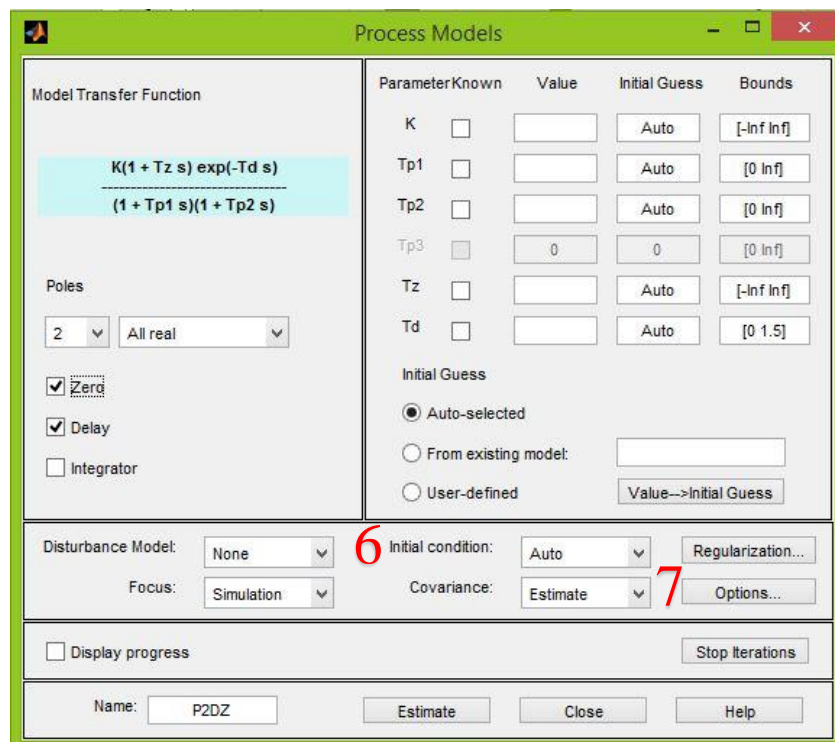 Process Models
Model Transfer Function
K(1 + Tz s) exp(-Td s)
------------------------------
(1 + Tp1 s)(1 + Tp2 s)
Poles
2 All real
Zero
Delay
Integrator
Parameter Known Value Initial Guess Bounds
K Auto [-Inf Inf]
Tp1 Auto [0 Inf]
Tp2 Auto [0 Inf]
Tp3 0 0 [0 Inf]
Tz Auto [-Inf Inf]
Td Auto [0 1.5]
Initial Guess
Auto-selected
From existing model:
User-defined Value-->Initial Guess
Disturbance Model: None 6 Initial condition: Auto Regularization...
Focus: Simulation Covariance: Estimate 7 Options...
Display progress Stop Iterations
Name: P2DZ Estimate Close Help